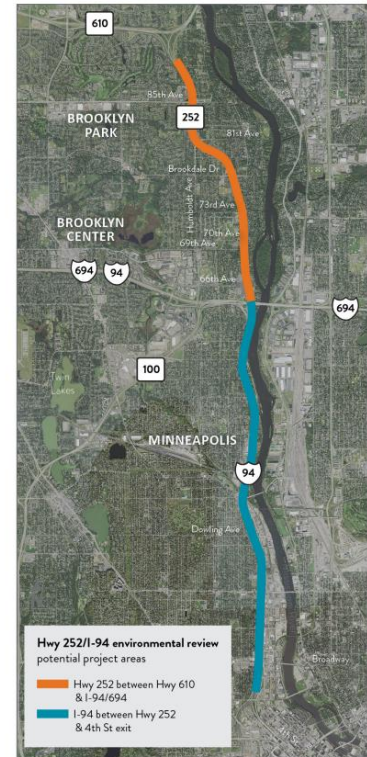 610
85th Ave
252
BROOKLYN
PARK
81st Ave
Brookdale Dr
Humboldt Ave
73rd Ave
BROOKLYN
CENTER
70th Ave
69th Ave
694
94
66th Ave
694
100
Twin
Lakes
MINNEAPOLIS
94
Dowling Ave
Broadway
Hwy 252/I-94 environmental review
potential project areas
Hwy 252 between Hwy 610
& I-94/694
I-94 between Hwy 252
& 4th St exit